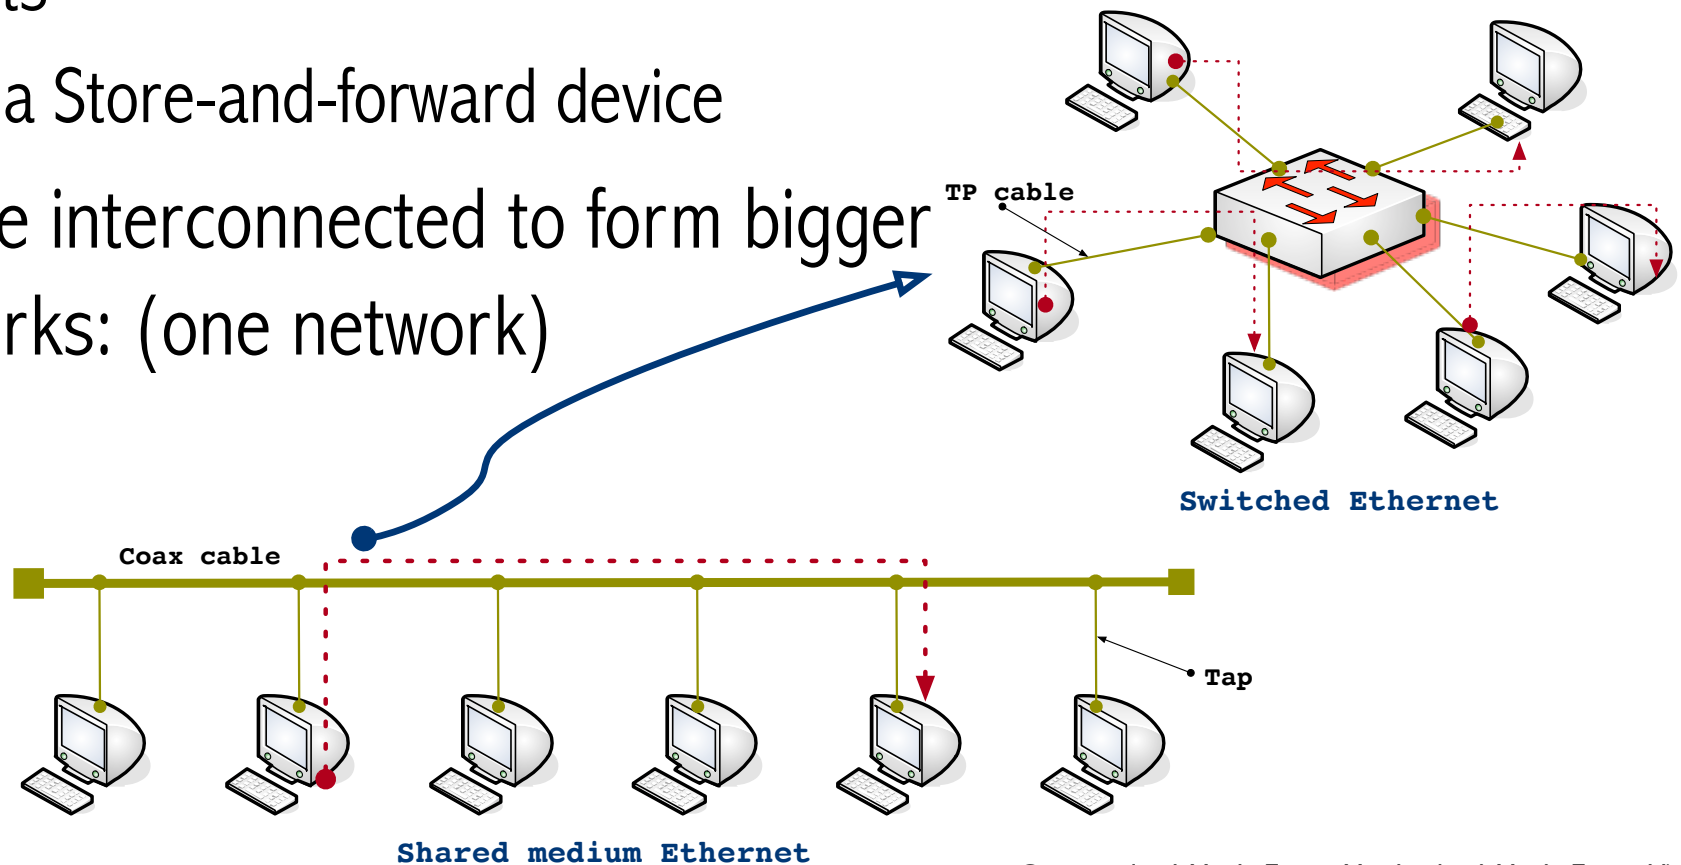 a Store-and-forward device
interconnected to form bigger
(one network)
TP cable
Switched Ethernet
Coax cable
Tap
Shared medium Ethernet